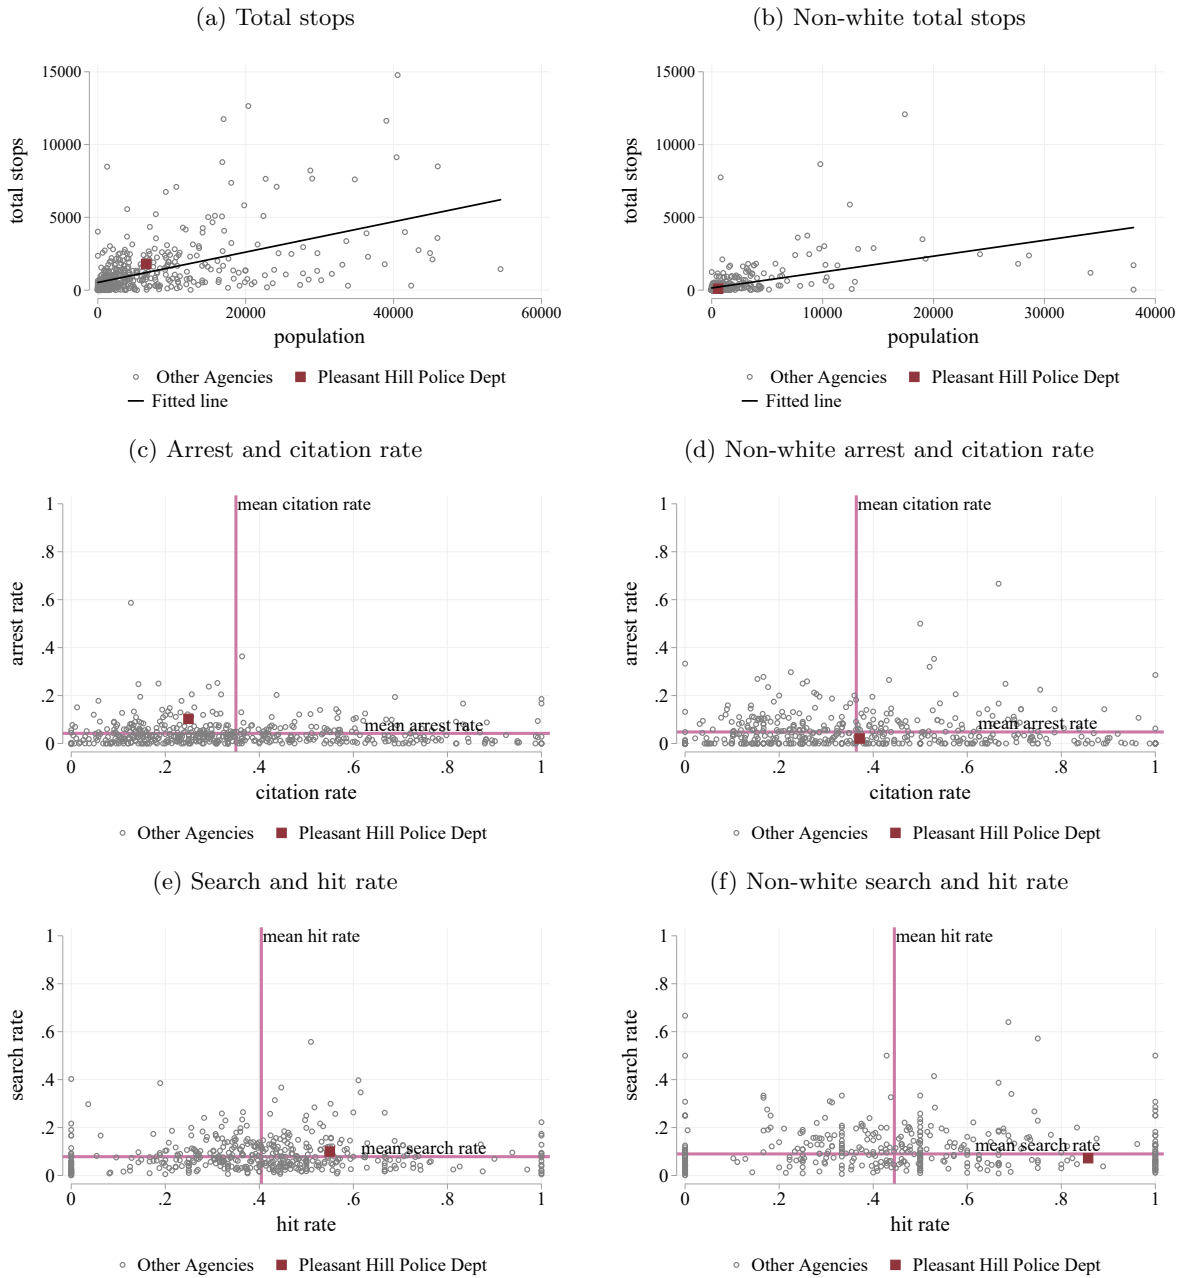 (a) Total stops
(b) Non-white total stops
15000
10000
5000
0
total stops
0
20000
40000
60000
population
Other Agencies
Pleasant Hill Police Dept
Fitted line
15000
10000
5000
0
total stops
0
10000
20000
30000
40000
population
Other Agencies
Pleasant Hill Police Dept
Fitted line
(c) Arrest and citation rate
(d) Non-white arrest and citation rate
1
.8
.6
.4
.2
0
arrest rate
mean citation rate
mean arrest rate
0
.2
.4
.6
.8
1
citation rate
Other Agencies
Pleasant Hill Police Dept
1
.8
.6
.4
.2
0
arrest rate
mean citation rate
mean arrest rate
0
.2
.4
.6
.8
1
citation rate
Other Agencies
Pleasant Hill Police Dept
(e) Search and hit rate
(f) Non-white search and hit rate
1
.8
.6
.4
.2
0
search rate
mean hit rate
mean search rate
0
.2
.4
.6
.8
1
hit rate
Other Agencies
Pleasant Hill Police Dept
1
.8
.6
.4
.2
0
search rate
mean hit rate
mean search rate
0
.2
.4
.6
.8
1
hit rate
Other Agencies
Pleasant Hill Police Dept